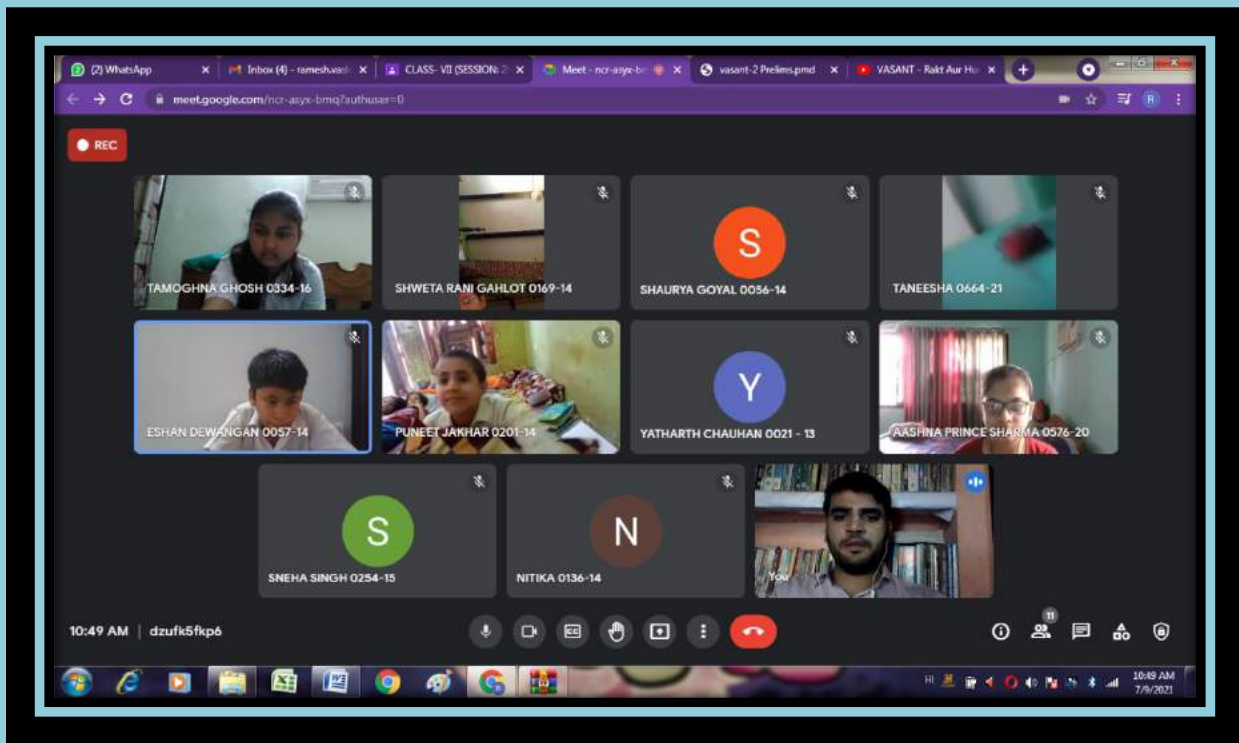 (2) WhatsApp
Inbox (4) - ramesh.vas
CLASS- VII (SESSION: 2
Meet - ncr-asyx-b
vasant-2 Prelims.pmd
VASANT - Rakt Aur Hu
meet.google.com/ncr-asyx-bmq?authuser=0
R
REC
TAMOGHNA GHOSH 0334-16
SHWETA RANI GAHLOT 0169-14
S
SHAURYA GOYAL 0056-14
TANEESHA 0664-21
ESHAN DEWANGAN 0057-14
PUNEET JAKHAR 0201-14
Y
YATHARTH CHAUHAN 0021 - 13
AASHNA PRINCE SHARMA 0576-20
S
SNEHA SINGH 0254-15
N
NITIKA 0136-14
You
10:49 AM | dzufk5fkp6
CC
11
HI
10:49 AM
7/9/2021